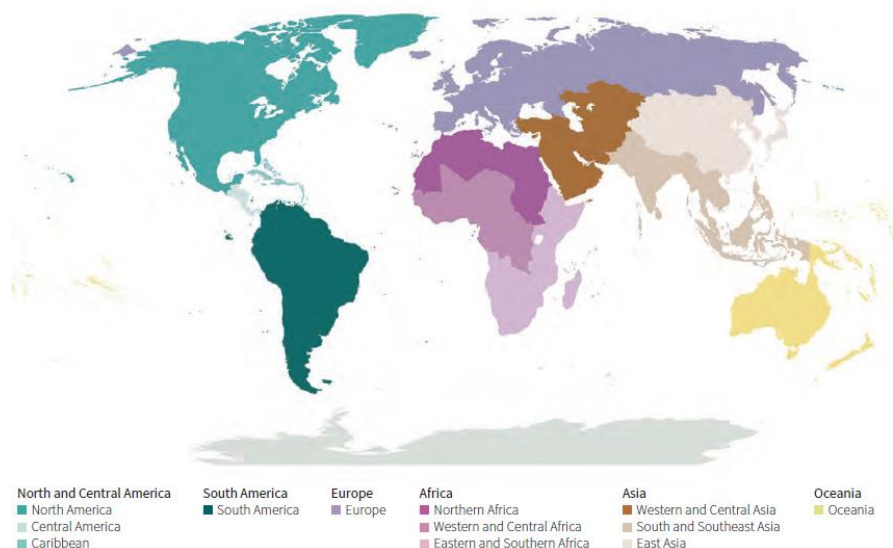 North and Central America
North America
Central America
Caribbean
South America
South America
Europe
Europe
Africa
Northern Africa
Western and Central Africa
Eastern and Southern Africa
Asia
Western and Central Asia
South and Southeast Asia
East Asia
Oceania
Oceania